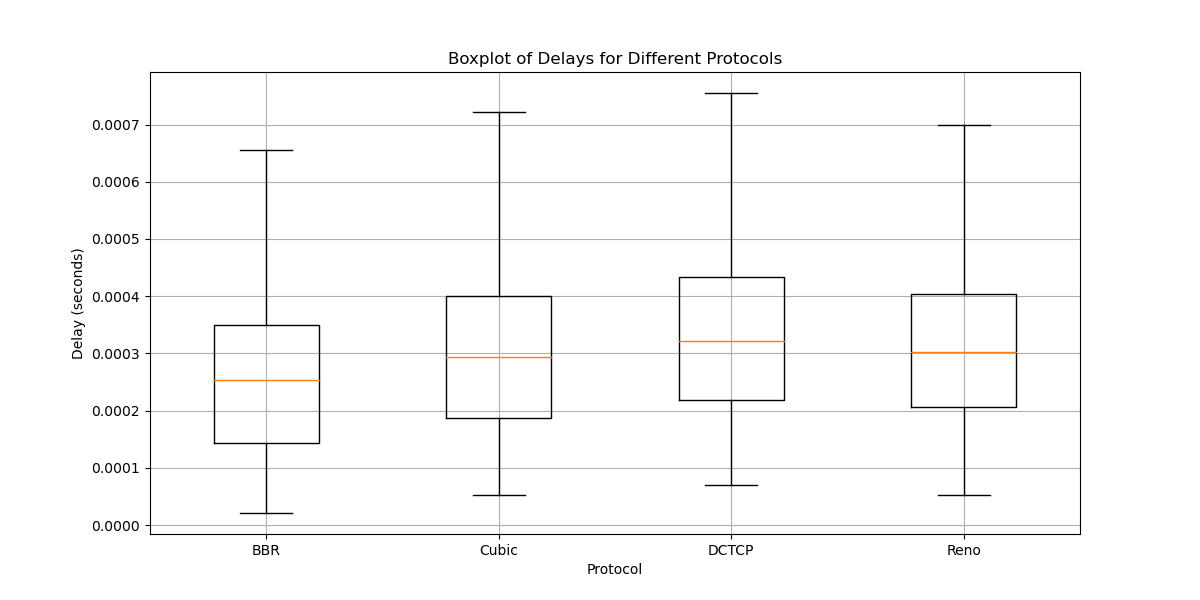 Boxplot of Delays for Different Protocols
Delay (seconds)
0.0007
0.0006
0.0005
0.0004
0.0003
0.0002
0.0001
0.0000
BBR Cubic DCTCP Reno
Protocol